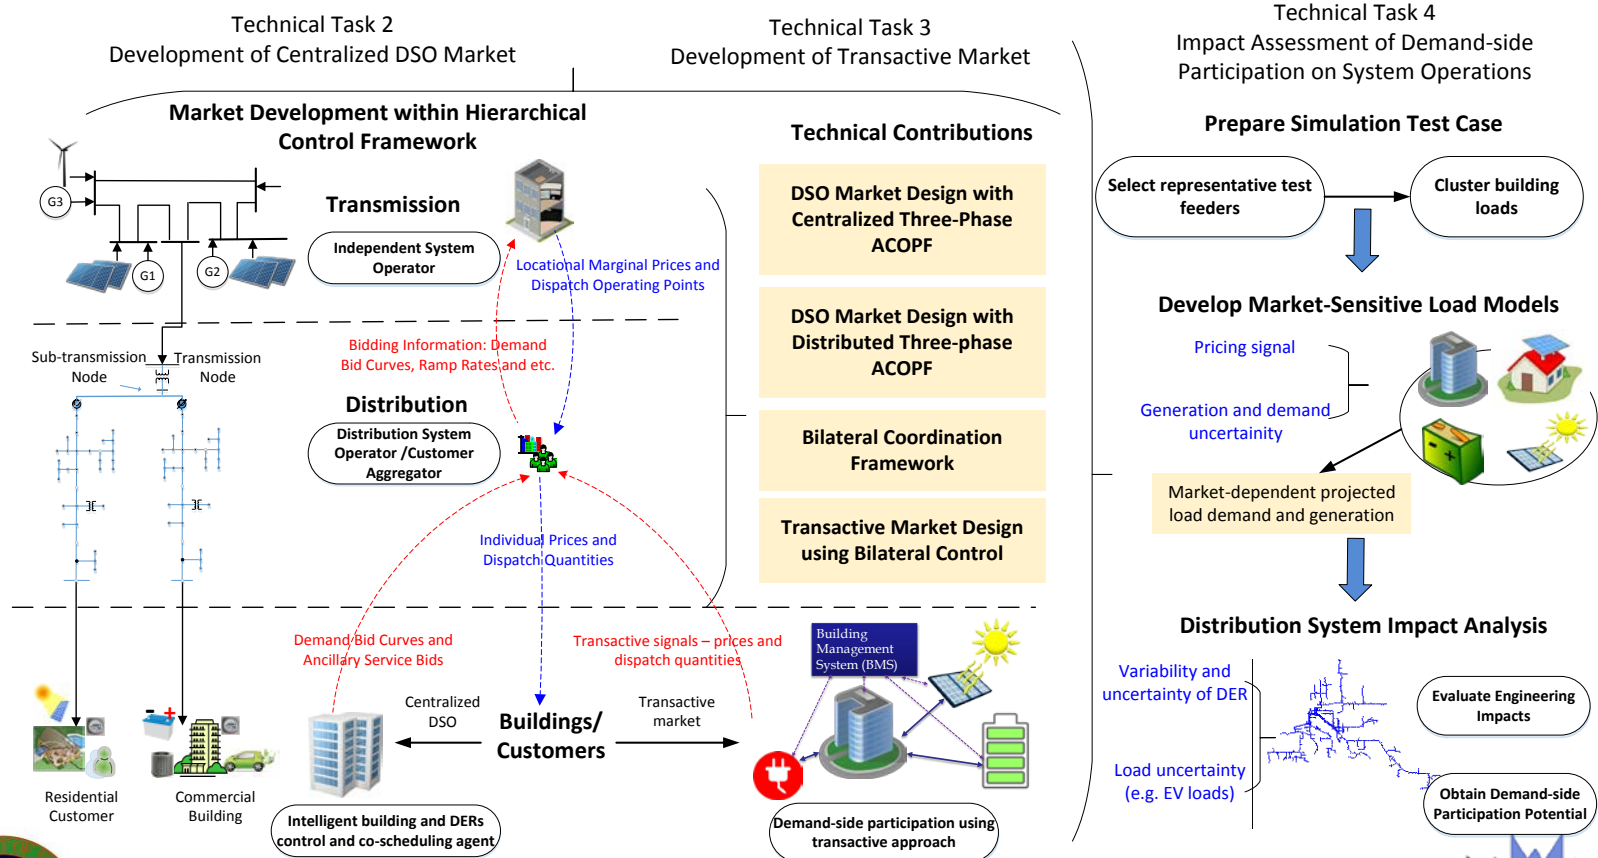 Technical Task 2
Development of Centralized DSO Market
Technical Task 3
Development of Transactive Market
Technical Task 4
Impact Assessment of Demand-side
Participation on System Operations
Market Development within Hierarchical
Control Framework
G3
G1
G2
Transmission
Independent System
Operator
Locational Marginal Prices and
Dispatch Operating Points
Bidding Information: Demand
Bid Curves, Ramp Rates and etc.
Sub-transmission
Node
Transmission
Node
Distribution
Distribution System
Operator /Customer
Aggregator
Individual Prices and
Dispatch Quantities
Demand Bid Curves and
Ancillary Service Bids
Transactive signals – prices and
dispatch quantities
Centralized
DSO
Buildings/
Customers
Transactive
market
Residential
Customer
Commercial
Building
Intelligent building and DERs
control and co-scheduling agent
Building
Management
System (BMS)
Demand-side participation using
transactive approach
Technical Contributions
DSO Market Design with
Centralized Three-Phase
ACOPF
DSO Market Design with
Distributed Three-phase
ACOPF
Bilateral Coordination
Framework
Transactive Market Design
using Bilateral Control
Prepare Simulation Test Case
Select representative test
feeders
Cluster building
loads
Develop Market-Sensitive Load Models
Pricing signal
Generation and demand
uncertainity
Market-dependent projected
load demand and generation
Distribution System Impact Analysis
Variability and
uncertainty of DER
Load uncertainty
(e.g. EV loads)
Evaluate Engineering
Impacts
Obtain Demand-side
Participation Potential